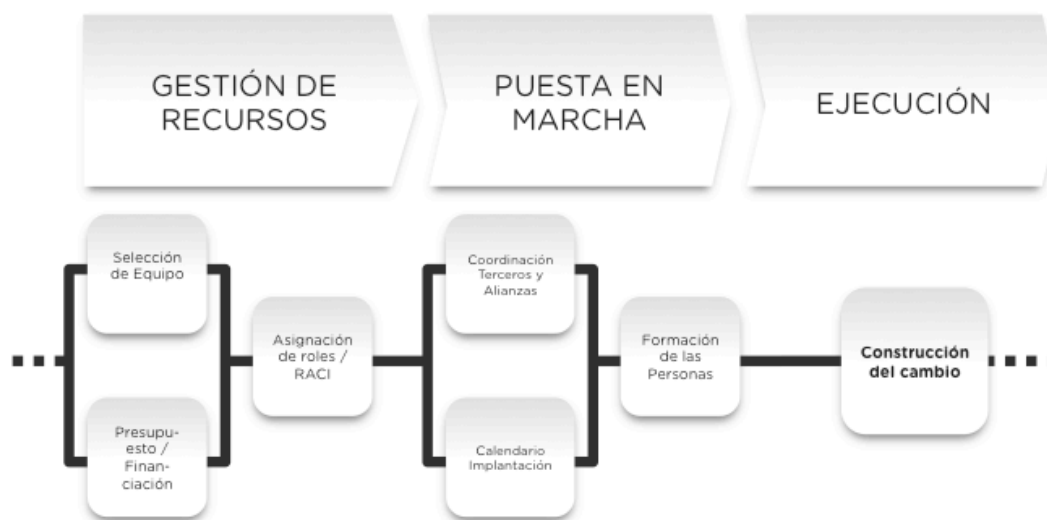 GESTIÓN DE
RECURSOS
PUESTA EN
MARCHA
EJECUCIÓN
Selección
de Equipo
Presupu-
esto /
Finan-
ciación
Asignación
de roles /
RACI
Coordinación
Terceros y
Alianzas
Calendario
Implantación
Formación
de las
Personas
Construcción
del cambio